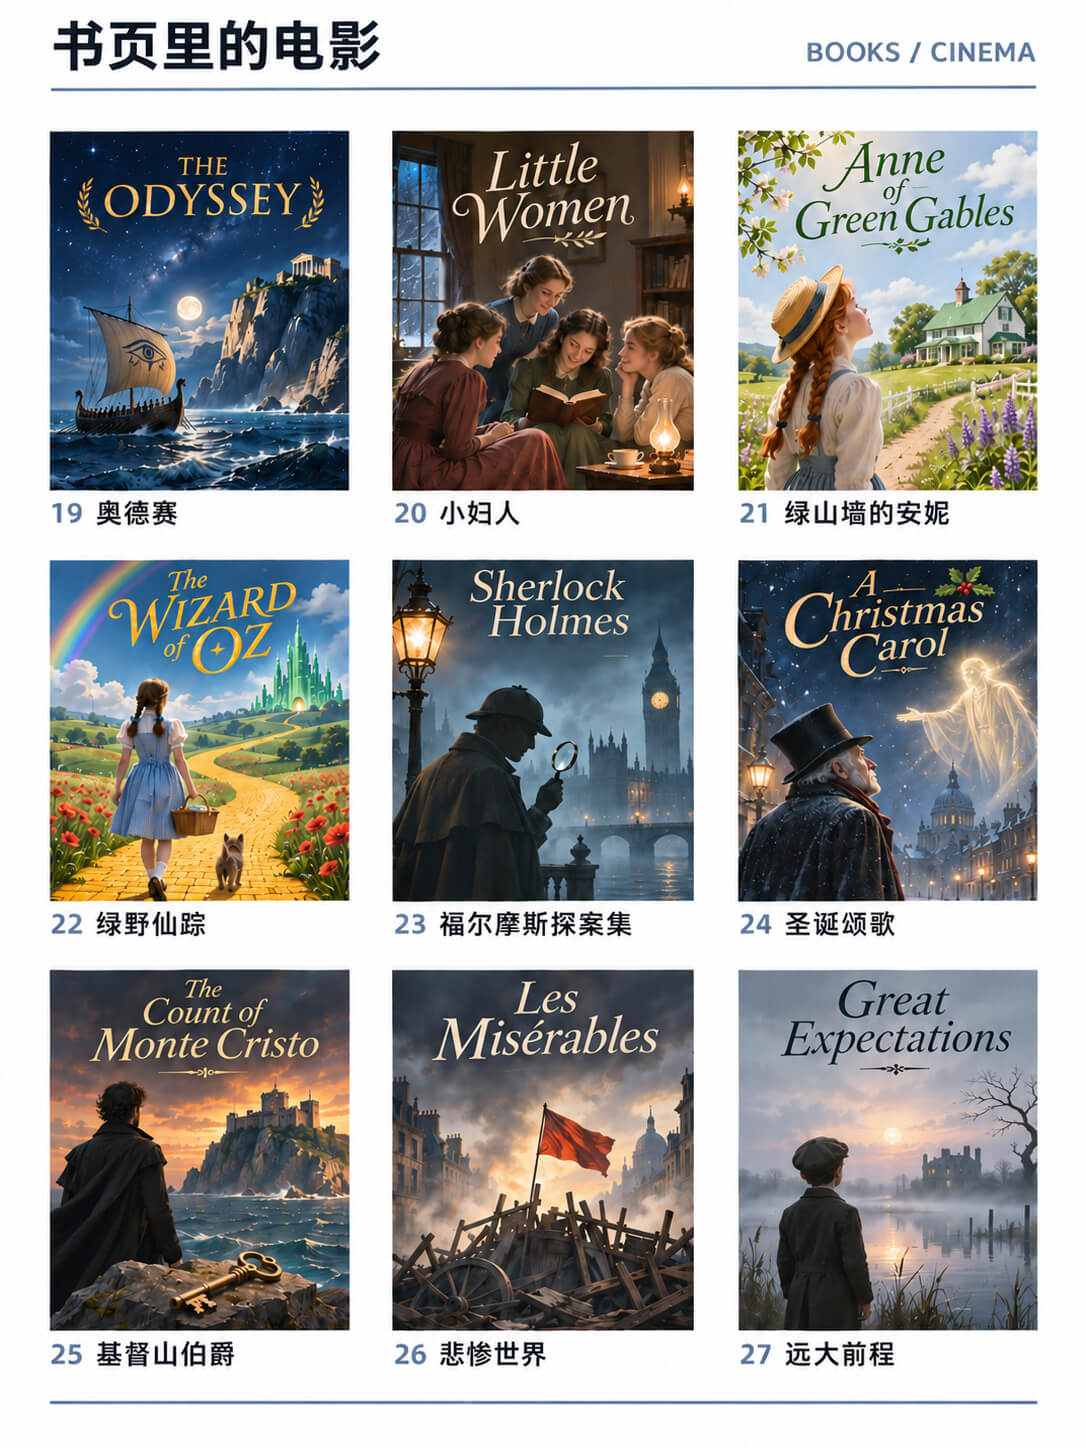 书页里的电影
BOOKS / CINEMA
THE
ODYSSEY
19 奥德赛
Little
Women
20 小妇人
Anne
of
Green Gables
21 绿山墙的安妮
The
WIZARD
of OZ
22 绿野仙踪
Sherlock
Holmes
23 福尔摩斯探案集
A
Christmas
Carol
24 圣诞颂歌
The
Count of
Monte Cristo
25 基督山伯爵
Les
Misérables
26 悲惨世界
Great
Expectations
27 远大前程